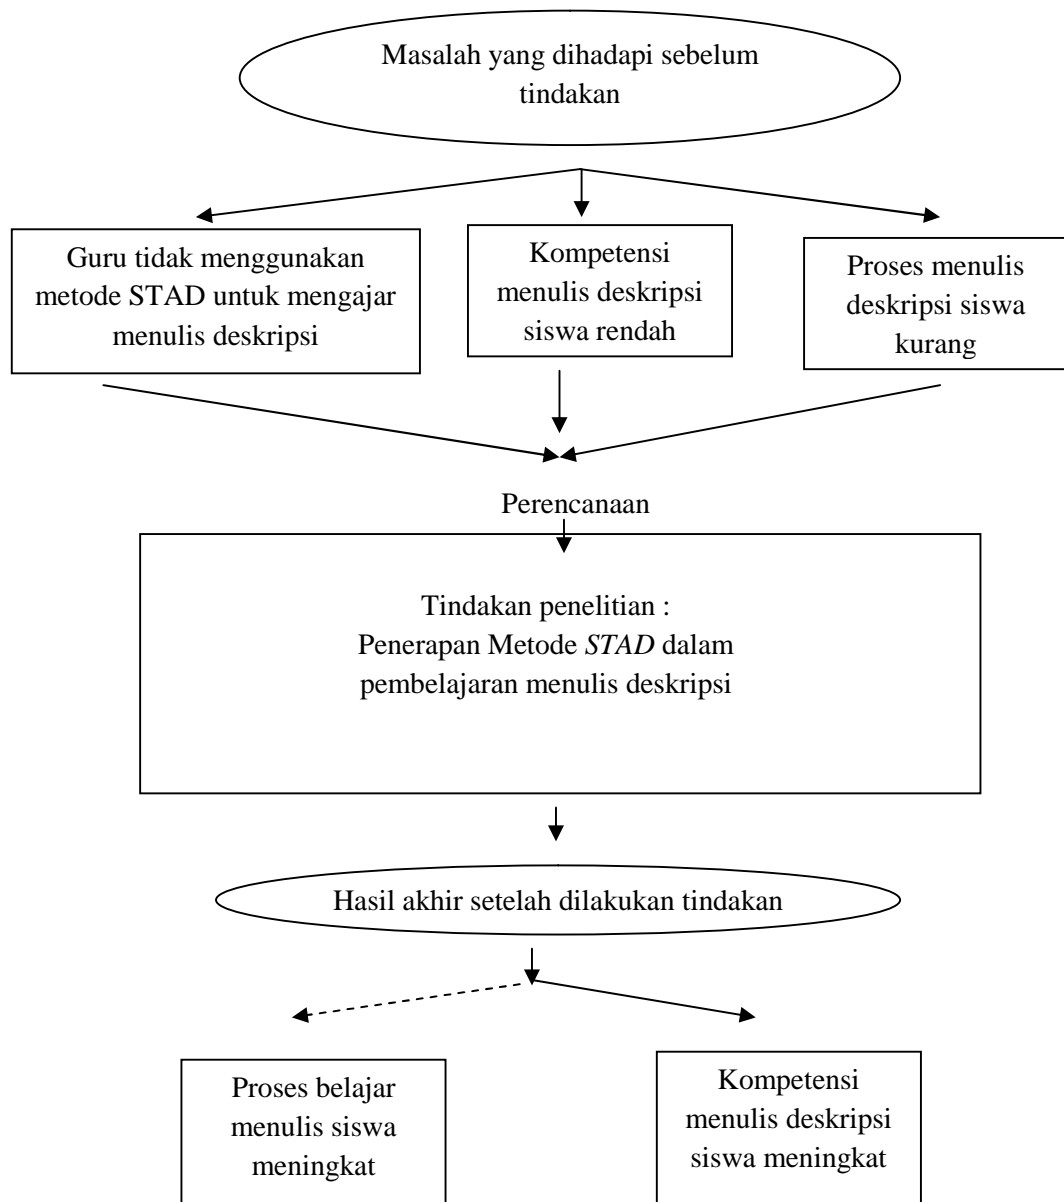 Masalah yang dihadapi sebelum
tindakan
Guru tidak menggunakan
metode STAD untuk mengajar
menulis deskripsi
Kompetensi
menulis deskripsi
siswa rendah
Proses menulis
deskripsi siswa
kurang
Perencanaan
Tindakan penelitian :
Penerapan Metode STAD dalam
pembelajaran menulis deskripsi
Hasil akhir setelah dilakukan tindakan
Proses belajar
menulis siswa
meningkat
Kompetensi
menulis deskripsi
siswa meningkat